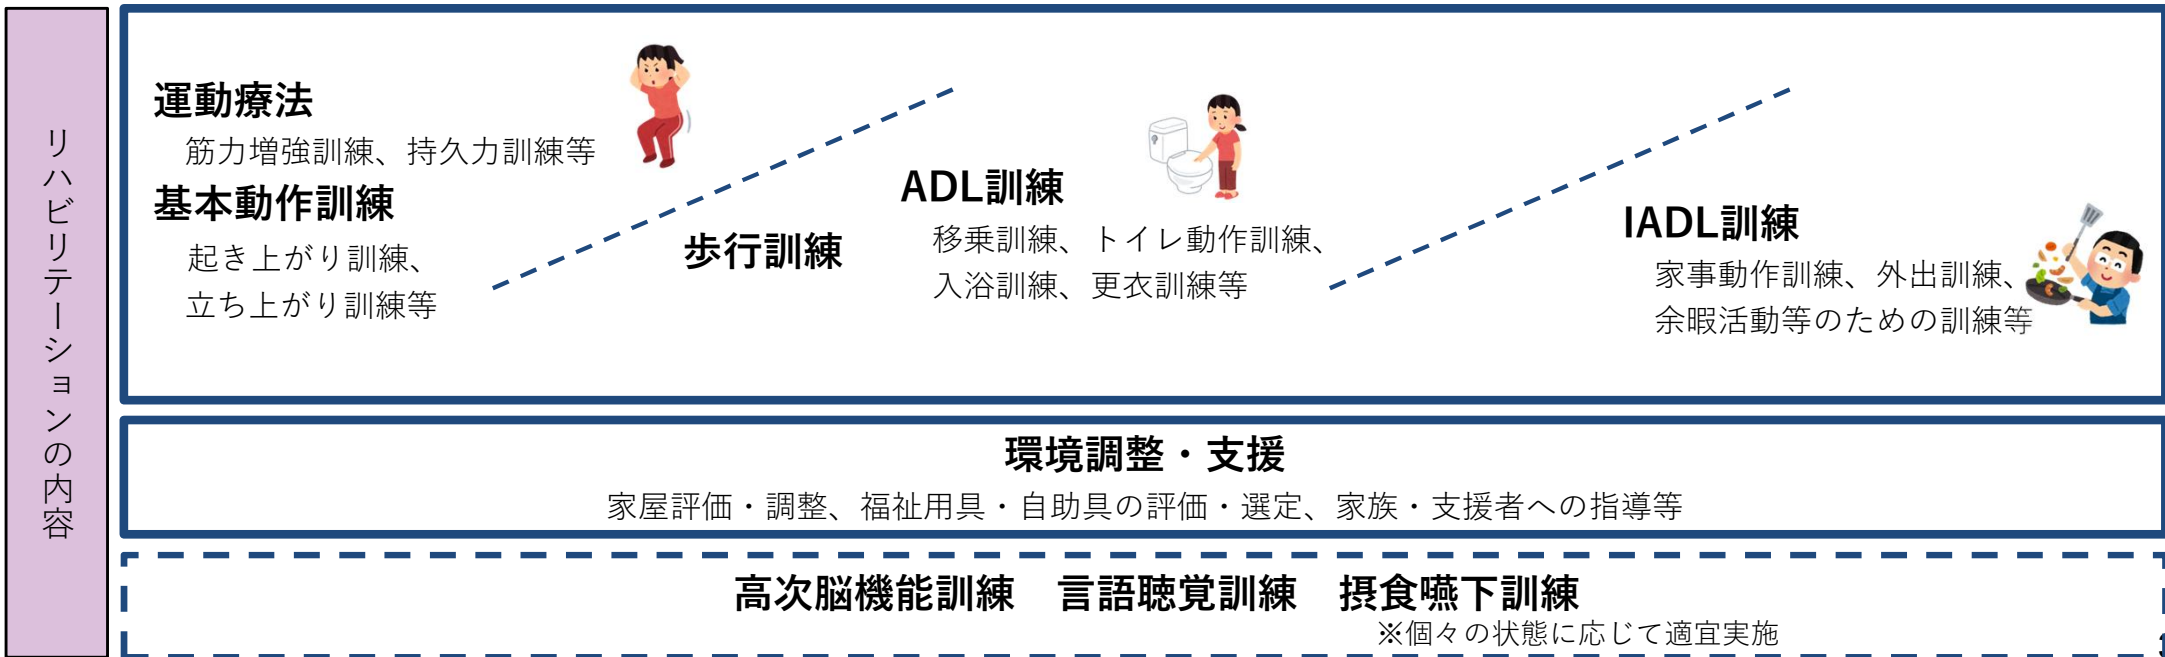 リハビリテーションの内容
運動療法
筋力増強訓練、持久力訓練等
基本動作訓練
起き上がり訓練、
立ち上がり訓練等
歩行訓練
ADL訓練
移乗訓練、トイレ動作訓練、
入浴訓練、更衣訓練等
IADL訓練
家事動作訓練、外出訓練、
余暇活動等のための訓練等
環境調整・支援
家屋評価・調整、福祉用具・自助具の評価・選定、家族・支援者への指導等
高次脳機能訓練　言語聴覚訓練　摂食嚥下訓練
※個々の状態に応じて適宜実施